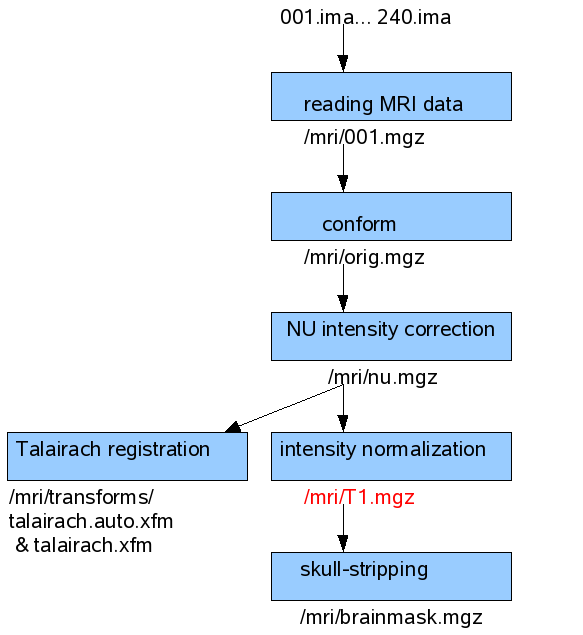 001.ima... 240.ima
reading MRI data
/mri/001.mgz
conform
/mri/orig.mgz
NU intensity correction
/mri/nu.mgz
Talairach registration
/mri/transforms/
talairach.auto.xfm
& talairach.xfm
intensity normalization
/mri/T1.mgz
skull-stripping
/mri/brainmask.mgz